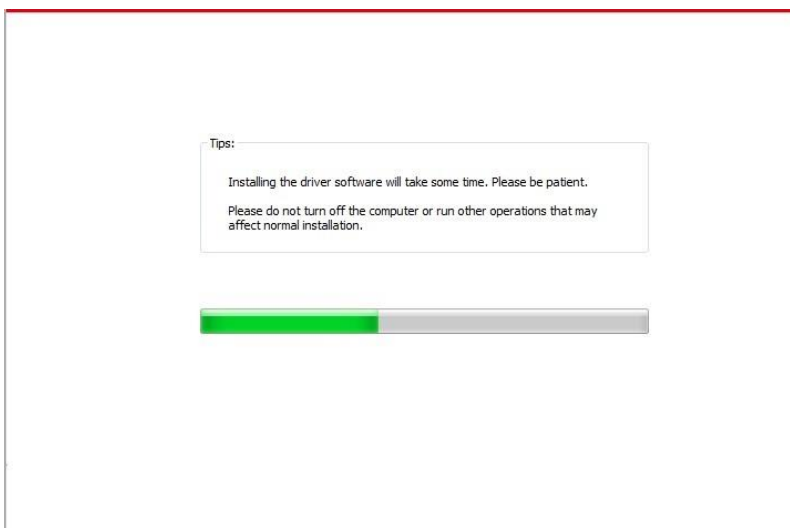 Tips:
Installing the driver software will take some time. Please be patient.
Please do not turn off the computer or run other operations that may
affect normal installation.